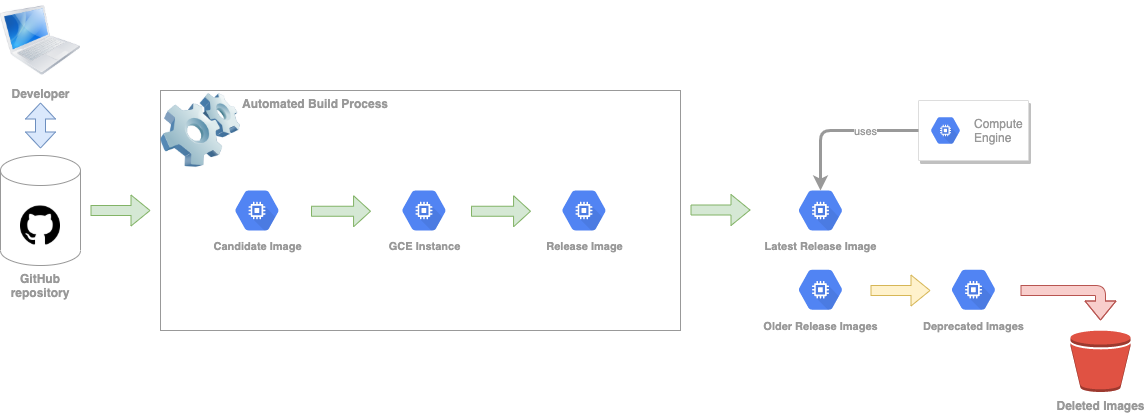 Developer
Automated Build Process
uses
Compute
Engine
Candidate Image
GCE Instance
Release Image
Latest Release Image
GitHub
repository
Older Release Images
Deprecated Images
Deleted Images